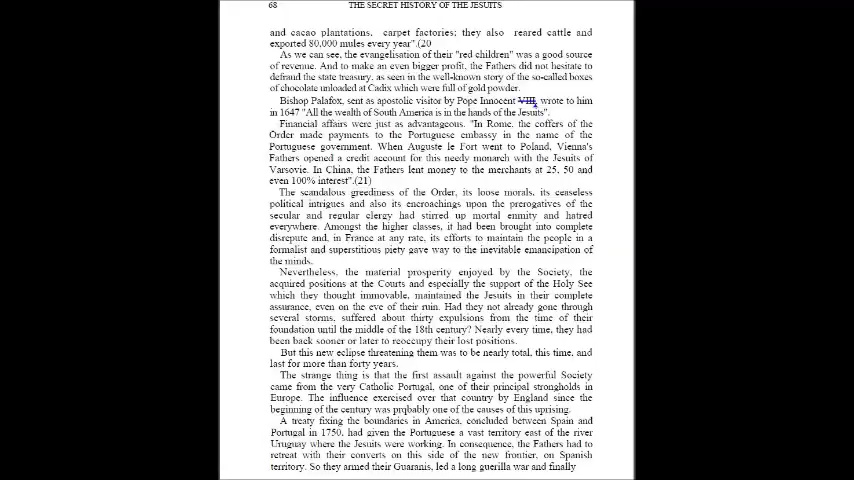 68 THE SECRET HISTORY OF THE JESUITS
and cacao plantations, carpet factories; they also reared cattle and
exported 80,000 mules every year".(20
As we can see, the evangelisation of their "red children" was a good source
of revenue. And to make an even bigger profit, the Fathers did not hesitate to
defraud the state treasury, as seen in the well-known story of the so-called boxes
of chocolate unloaded at Cadix which were full of gold powder.
Bishop Palafox, sent as apostolic visitor by Pope Innocent VIII, wrote to him
in 1647 "All the wealth of South America is in the hands of the Jesuits".
Financial affairs were just as advantageous. "In Rome, the coffers of the
Order made payments to the Portuguese embassy in the name of the
Portuguese government. When Auguste le Fort went to Poland, Vienna's
Fathers opened a credit account for this needy monarch with the Jesuits of
Varsovie. In China, the Fathers lent money to the merchants at 25, 50 and
even 100% interest".(21)
The scandalous greediness of the Order, its loose morals, its ceaseless
political intrigues and also its encroachings upon the prerogatives of the
secular and regular clergy had stirred up mortal enmity and hatred
everywhere. Amongst the higher classes, it had been brought into complete
disrepute and, in France at any rate, its efforts to maintain the people in a
formalist and superstitious piety gave way to the inevitable emancipation of
the minds.
Nevertheless, the material prosperity enjoyed by the Society, the
acquired positions at the Courts and especially the support of the Holy See
which they thought immovable, maintained the Jesuits in their complete
assurance, even on the eve of their ruin. Had they not already gone through
several storms, suffered about thirty expulsions from the time of their
foundation until the middle of the 18th century? Nearly every time, they had
been back sooner or later to reoccupy their lost positions.
But this new eclipse threatening them was to be nearly total, this time, and
last for more than forty years.
The strange thing is that the first assault against the powerful Society
came from the very Catholic Portugal, one of their principal strongholds in
Europe. The influence exercised over that country by England since the
beginning of the century was prqbably one of the causes of this uprising.
A treaty fixing the boundaries in America, concluded between Spain and
Portugal in 1750, had given the Portuguese a vast territory east of the river
Uruguay where the Jesuits were working. In consequence, the Fathers had to
retreat with their converts on this side of the new frontier, on Spanish
territory. So they armed their Guaranis, led a long guerilla war and finally